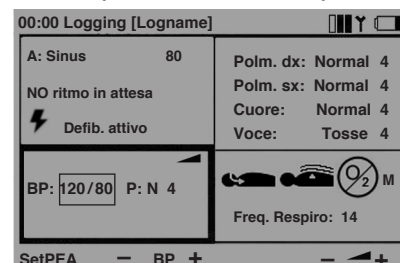 00:00 Logging [Logname]
A: Sinus 80
NO ritmo in attesa
Defib. attivo
Polm. dx: Normal 4
Polm. sx: Normal 4
Cuore: Normal 4
Voce: Tosse 4
BP: 120/80 P: N 4
O2 M
Freq. Respiro: 14
SetPEA − BP + − +